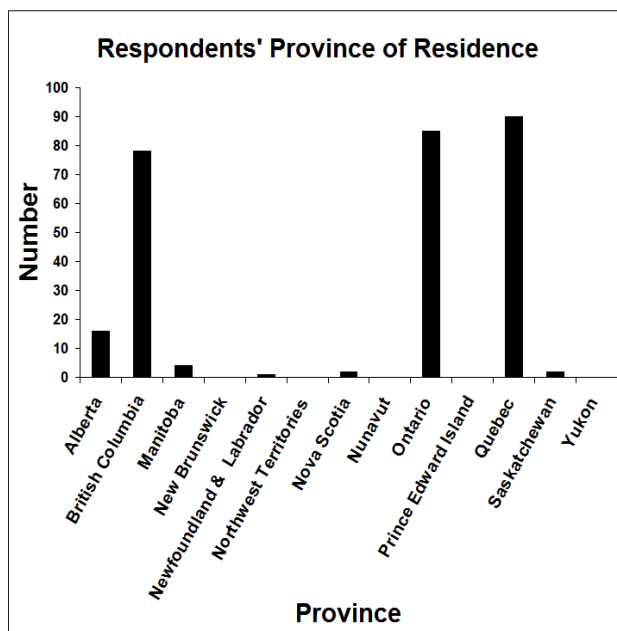 Respondents' Province of Residence
Number
100
90
80
70
60
50
40
30
20
10
0
Alberta
British Columbia
Manitoba
New Brunswick
Newfoundland & Labrador
Northwest Territories
Nova Scotia
Nunavut
Ontario
Prince Edward Island
Quebec
Saskatchewan
Yukon
Province